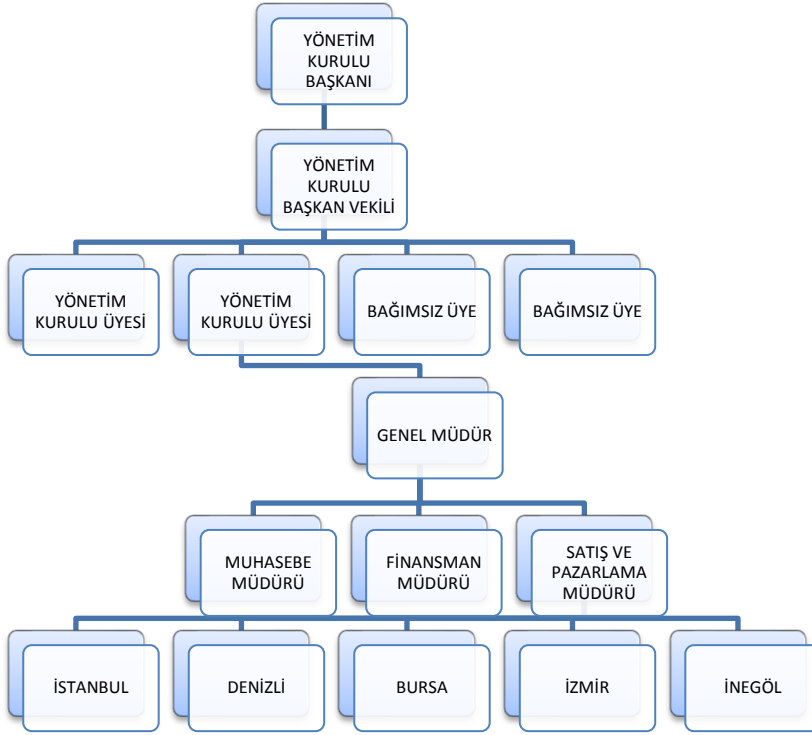 YÖNETİM
KURULU
BAŞKANI
YÖNETİM
KURULU
BAŞKAN VEKİLİ
YÖNETİM
KURULU ÜYESİ
YÖNETİM
KURULU ÜYESİ
BAĞIMSIZ ÜYE
BAĞIMSIZ ÜYE
GENEL MÜDÜR
MUHASEBE
MÜDÜRÜ
FİNANSMAN
MÜDÜRÜ
SATIŞ VE
PAZARLAMA
MÜDÜRÜ
İSTANBUL
DENİZLİ
BURSA
İZMİR
İNEGÖL